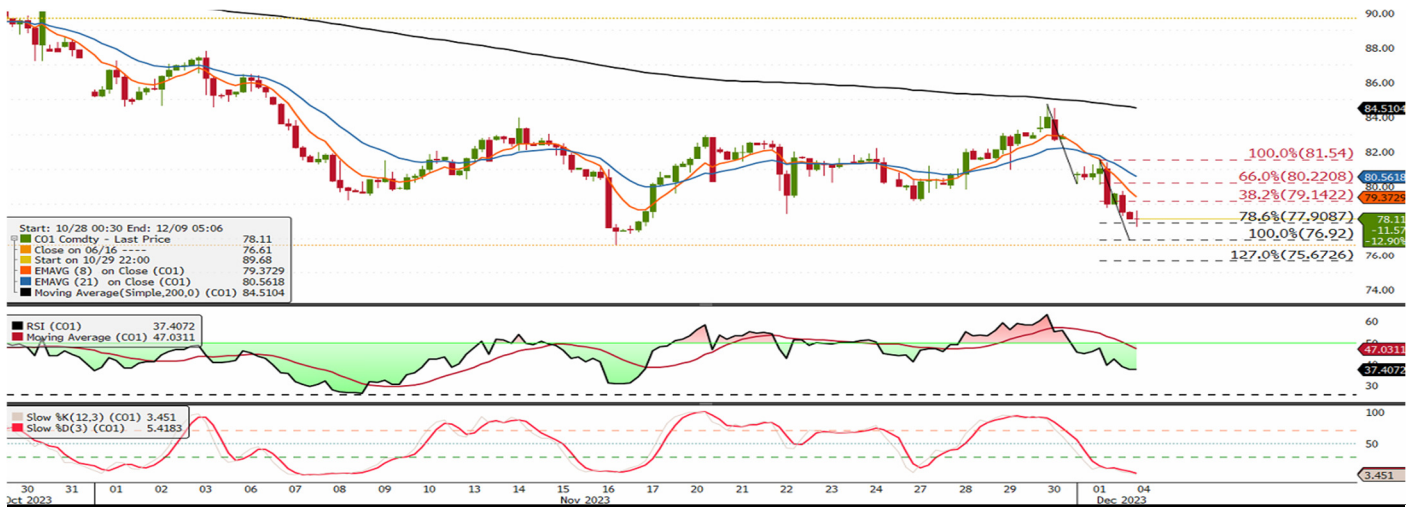 90.00
88.00
86.00
84.5104
84.00
82.00
100.0%(81.54)
66.0%(80.2208)
80.5618
80.00
38.2%(79.1422)
79.3729
78.6%(77.9087)
78.11
-11.57
-12.90%
100.0%(76.92)
76.00
127.0%(75.6726)
74.00
Start: 10/28 00:30 End: 12/09 05:06
CO1 Comdty - Last Price 78.11
Close on 06/16 ---- 76.61
Start on 10/29 22:00 89.68
EMAVG (8) on Close (CO1) 79.3729
EMAVG (21) on Close (CO1) 80.5618
Moving Average(Simple,200,0) (CO1) 84.5104
RSI (CO1) 37.4072
Moving Average (CO1) 47.0311
60
47.0311
37.4072
30
Slow %K(12,3) (CO1) 3.451
Slow %D(3) (CO1) 5.4183
100
50
3.451
30 31 01 02 03 06 07 08 09 10 13 14 15 16 17 20 21 22 23 24 27 28 29 30 01 04
Oct 2023 Nov 2023 Dec 2023